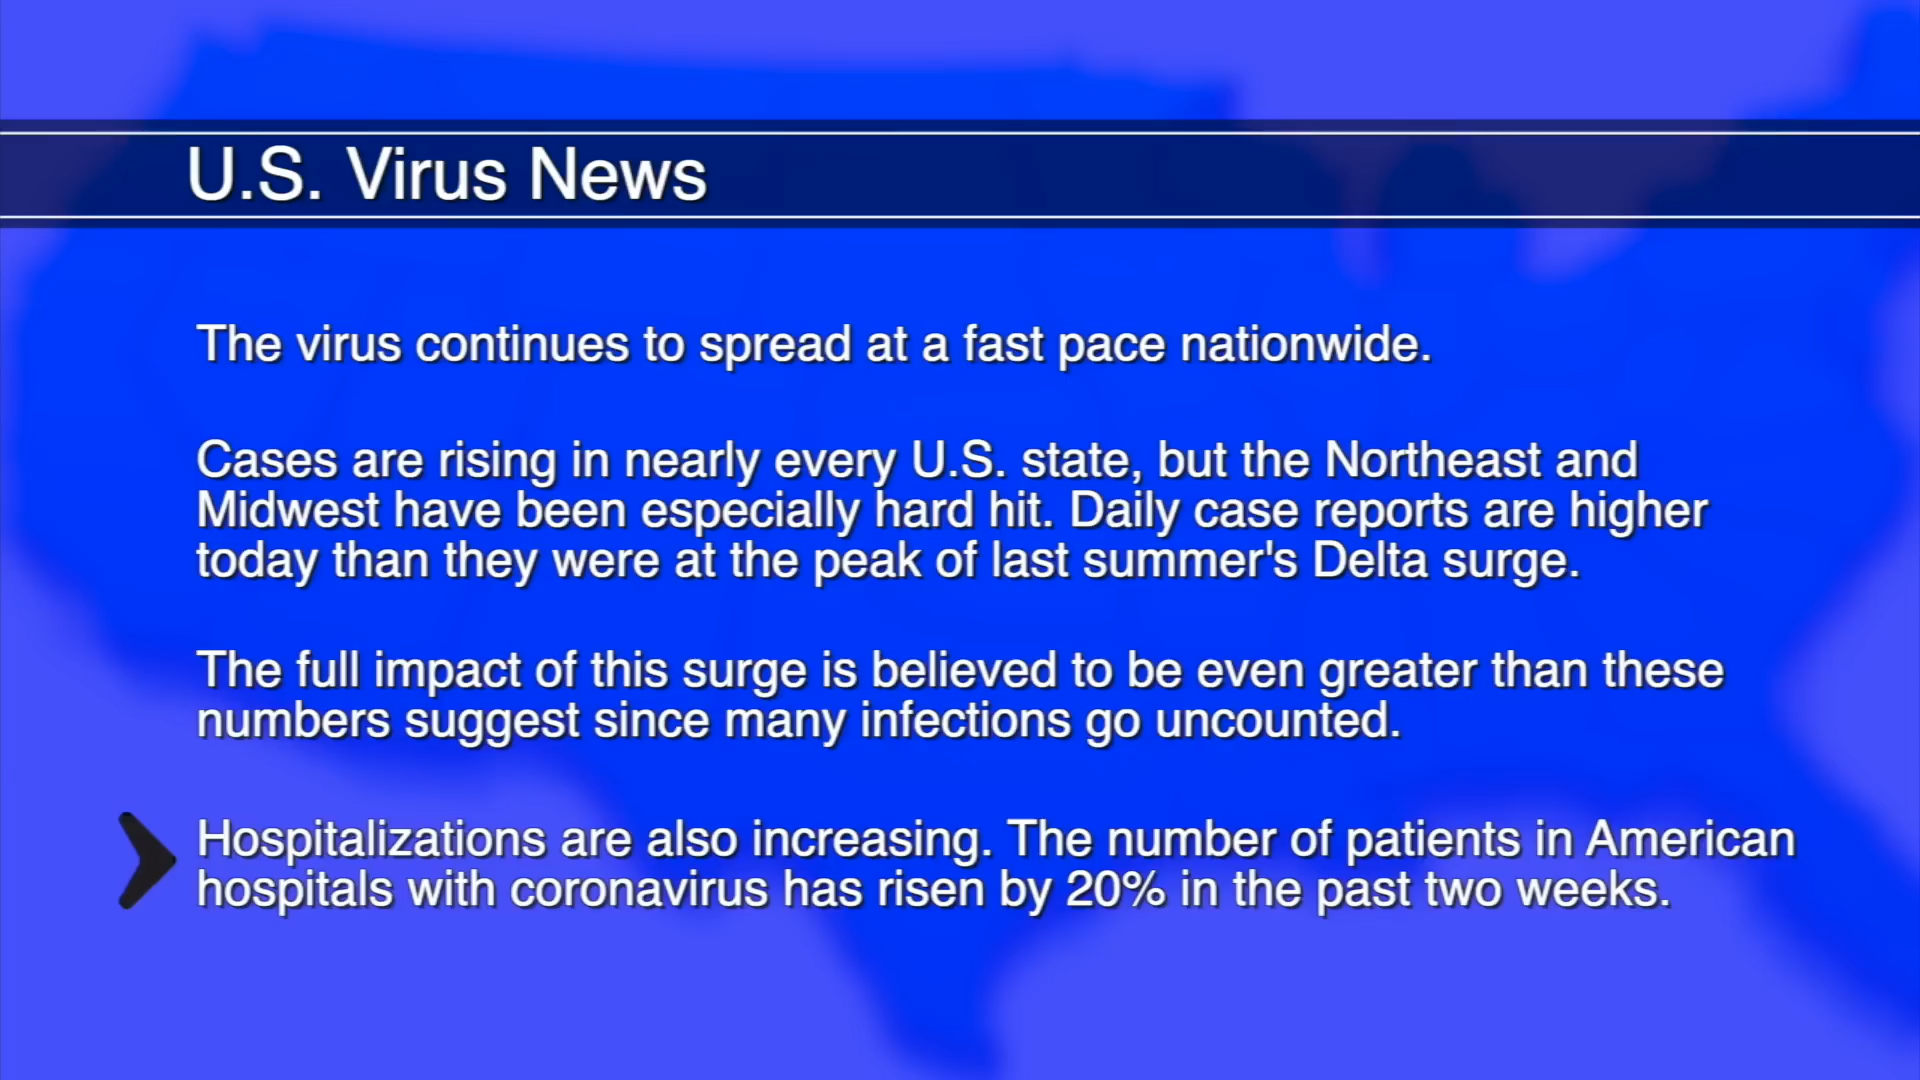 U.S. Virus News
The virus continues to spread at a fast pace nationwide.
Cases are rising in nearly every U.S. state, but the Northeast and
Midwest have been especially hard hit. Daily case reports are higher
today than they were at the peak of last summer's Delta surge.
The full impact of this surge is believed to be even greater than these
numbers suggest since many infections go uncounted.
Hospitalizations are also increasing. The number of patients in American
hospitals with coronavirus has risen by 20% in the past two weeks.